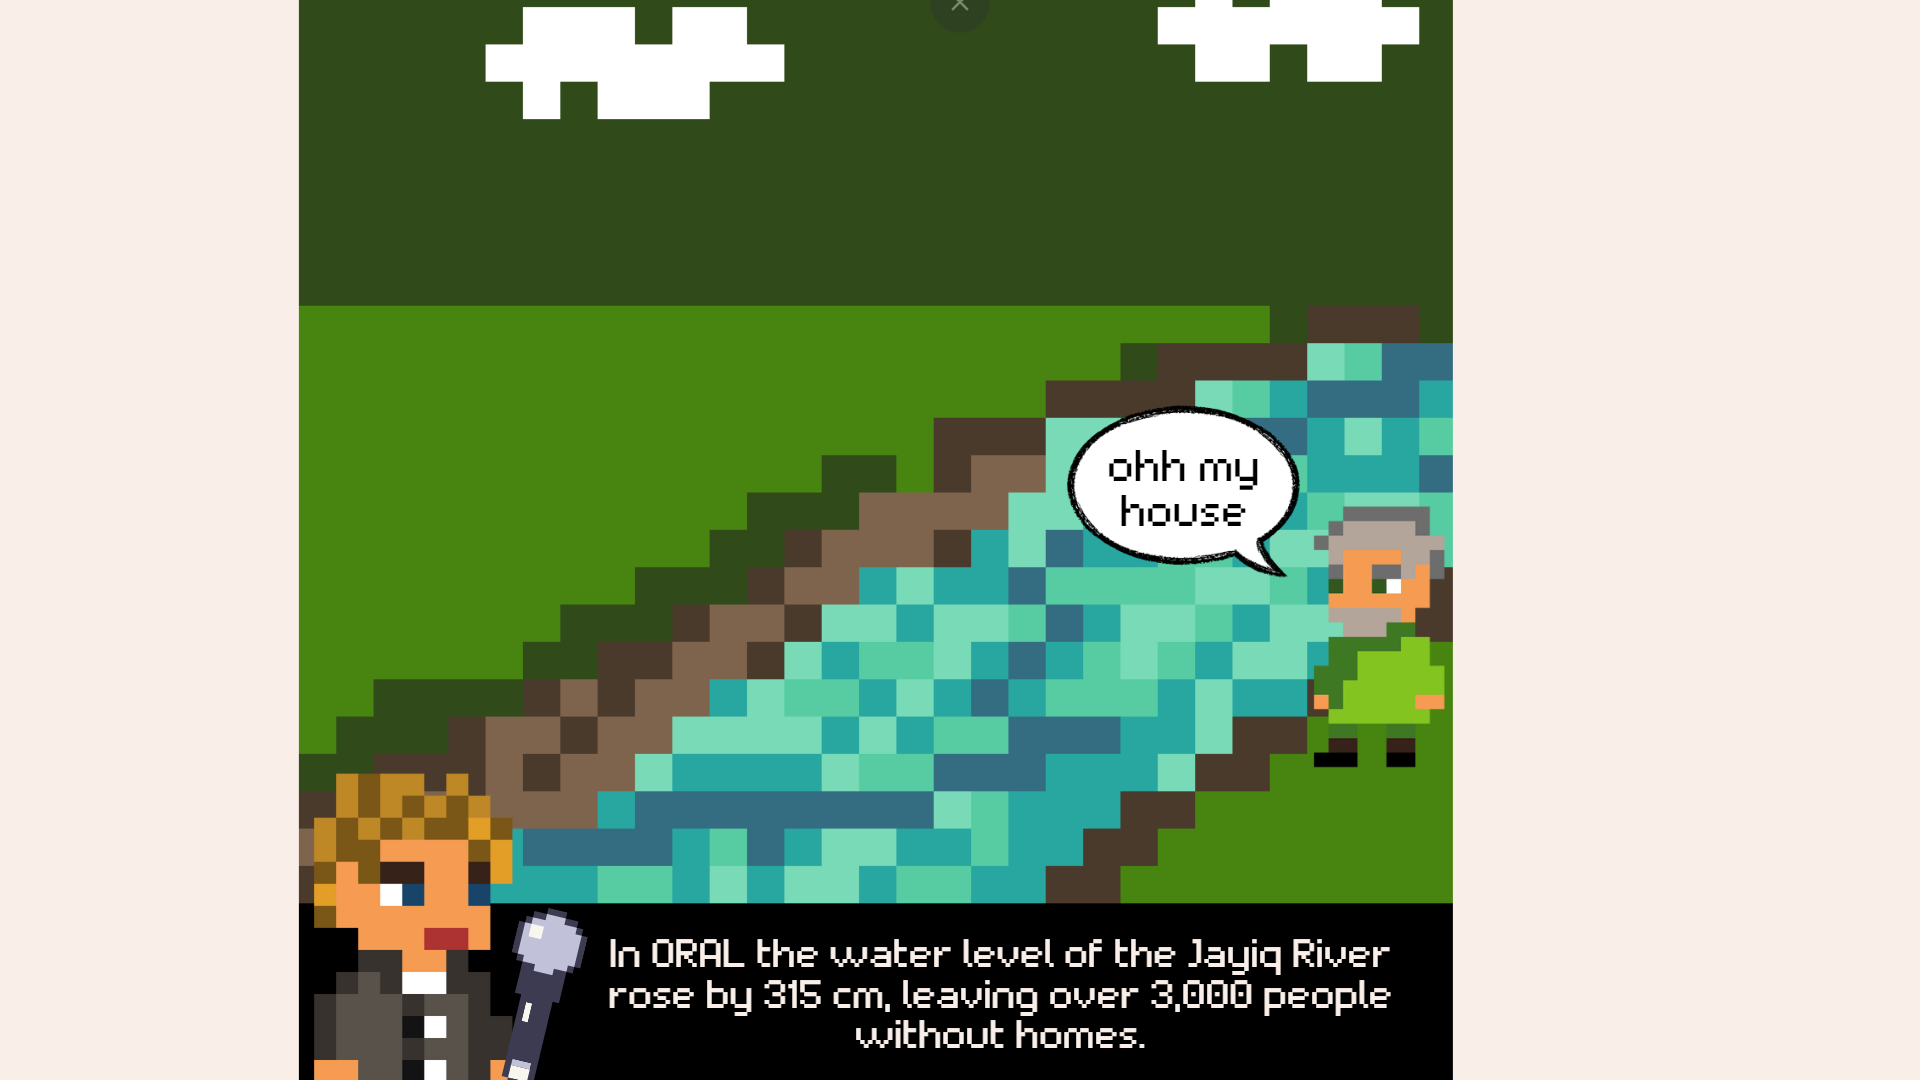 ohh my
house
In ORAL the water level of the Jayiq River
rose by 315 cm, leaving over 3,000 people
without homes.